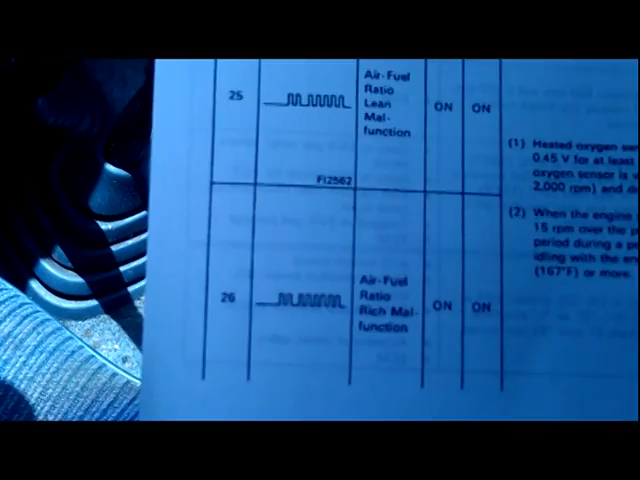 25
Air-Fuel
Ratio
Lean
Mal-
function
ON
ON
FI2562
(1) Heated oxygen
0.45 V for at least
oxygen sensor is
2,000 rpm) and
26
Air-Fuel
Ratio
Rich Mal-
function
ON
ON
(2) When the engine
15 rpm over the
period during a
idling with the
(167°F) or more.